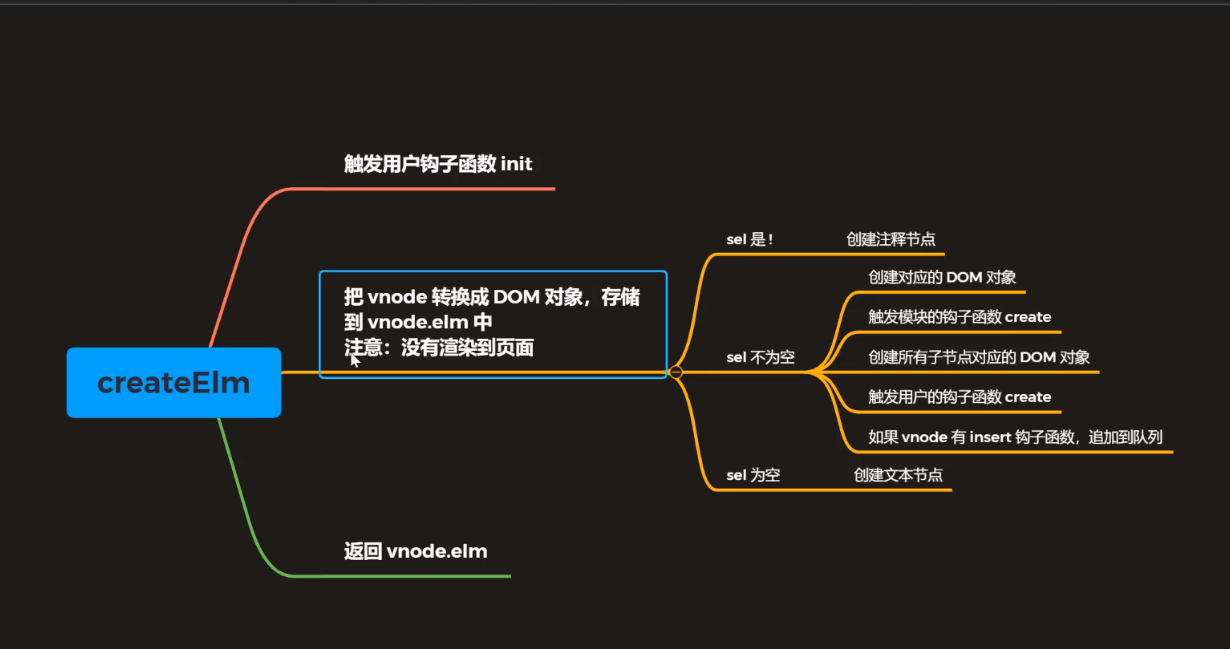 触发用户钩子函数 init
sel 是！
创建注释节点
创建对应的 DOM 对象
把 vnode 转换成 DOM 对象，存储
到 vnode.elm 中
注意：没有渲染到页面
触发模块的钩子函数 create
sel 不为空
创建所有子节点对应的 DOM 对象
createElm
触发用户的钩子函数 create
如果 vnode 有 insert 钩子函数，追加到队列
sel 为空
创建文本节点
返回 vnode.elm